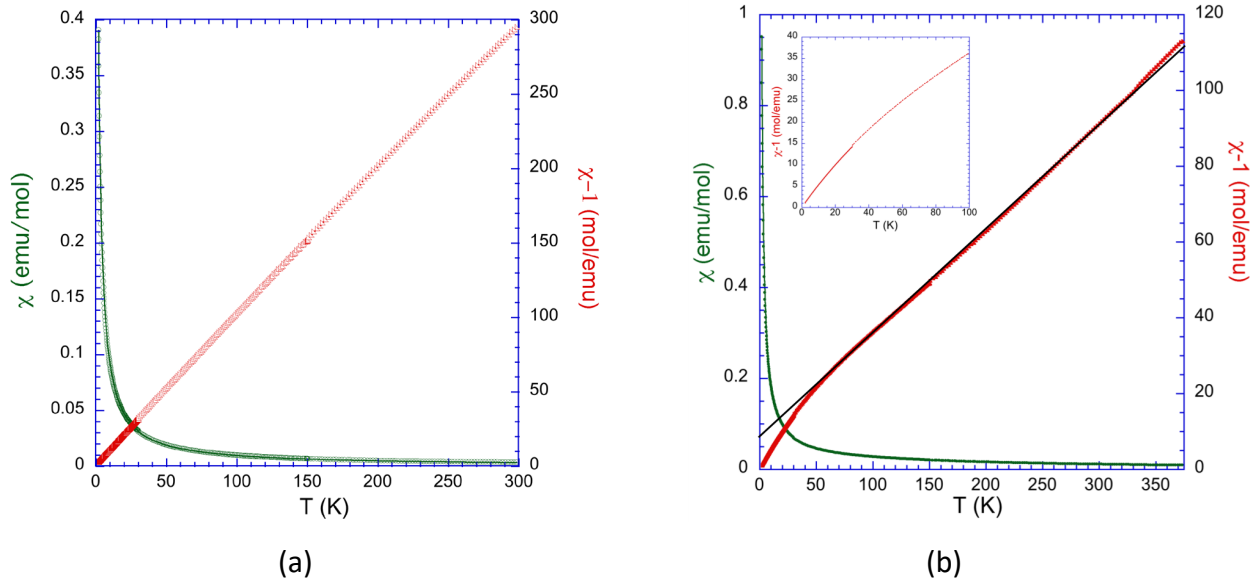 0.4
0.35
0.3
0.25
0.2
0.15
0.1
0.05
0
χ (emu/mol)
300
250
200
150
100
50
0
χ−1 (mol/emu)
0 50 100 150 200 250 300
T (K)
(a)
1
0.8
0.6
0.4
0.2
0
χ (emu/mol)
40
35
30
25
20
15
10
5
0
χ-1 (mol/emu)
0 20 40 60 80 100
T (K)
120
100
80
60
40
20
0
χ-1 (mol/emu)
0 50 100 150 200 250 300 350
T (K)
(b)